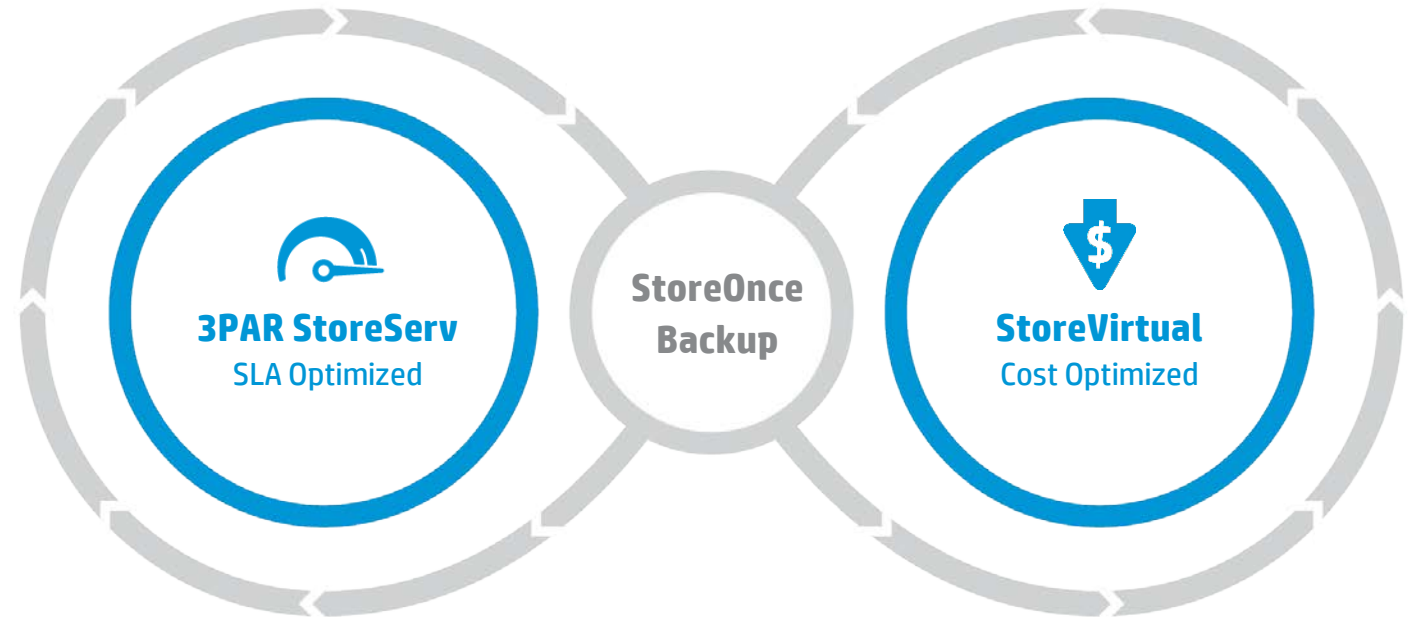 3PAR StoreServ
SLA Optimized
StoreOnce
Backup
$
StoreVirtual
Cost Optimized